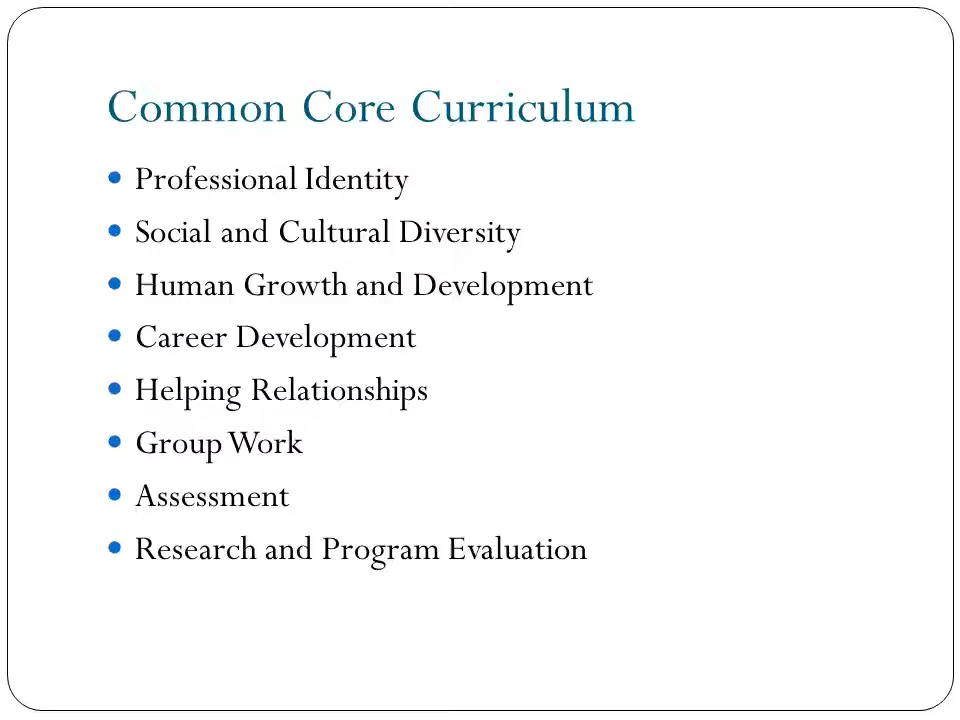 Common Core Curriculum
• Professional Identity
• Social and Cultural Diversity
• Human Growth and Development
• Career Development
• Helping Relationships
• Group Work
• Assessment
• Research and Program Evaluation